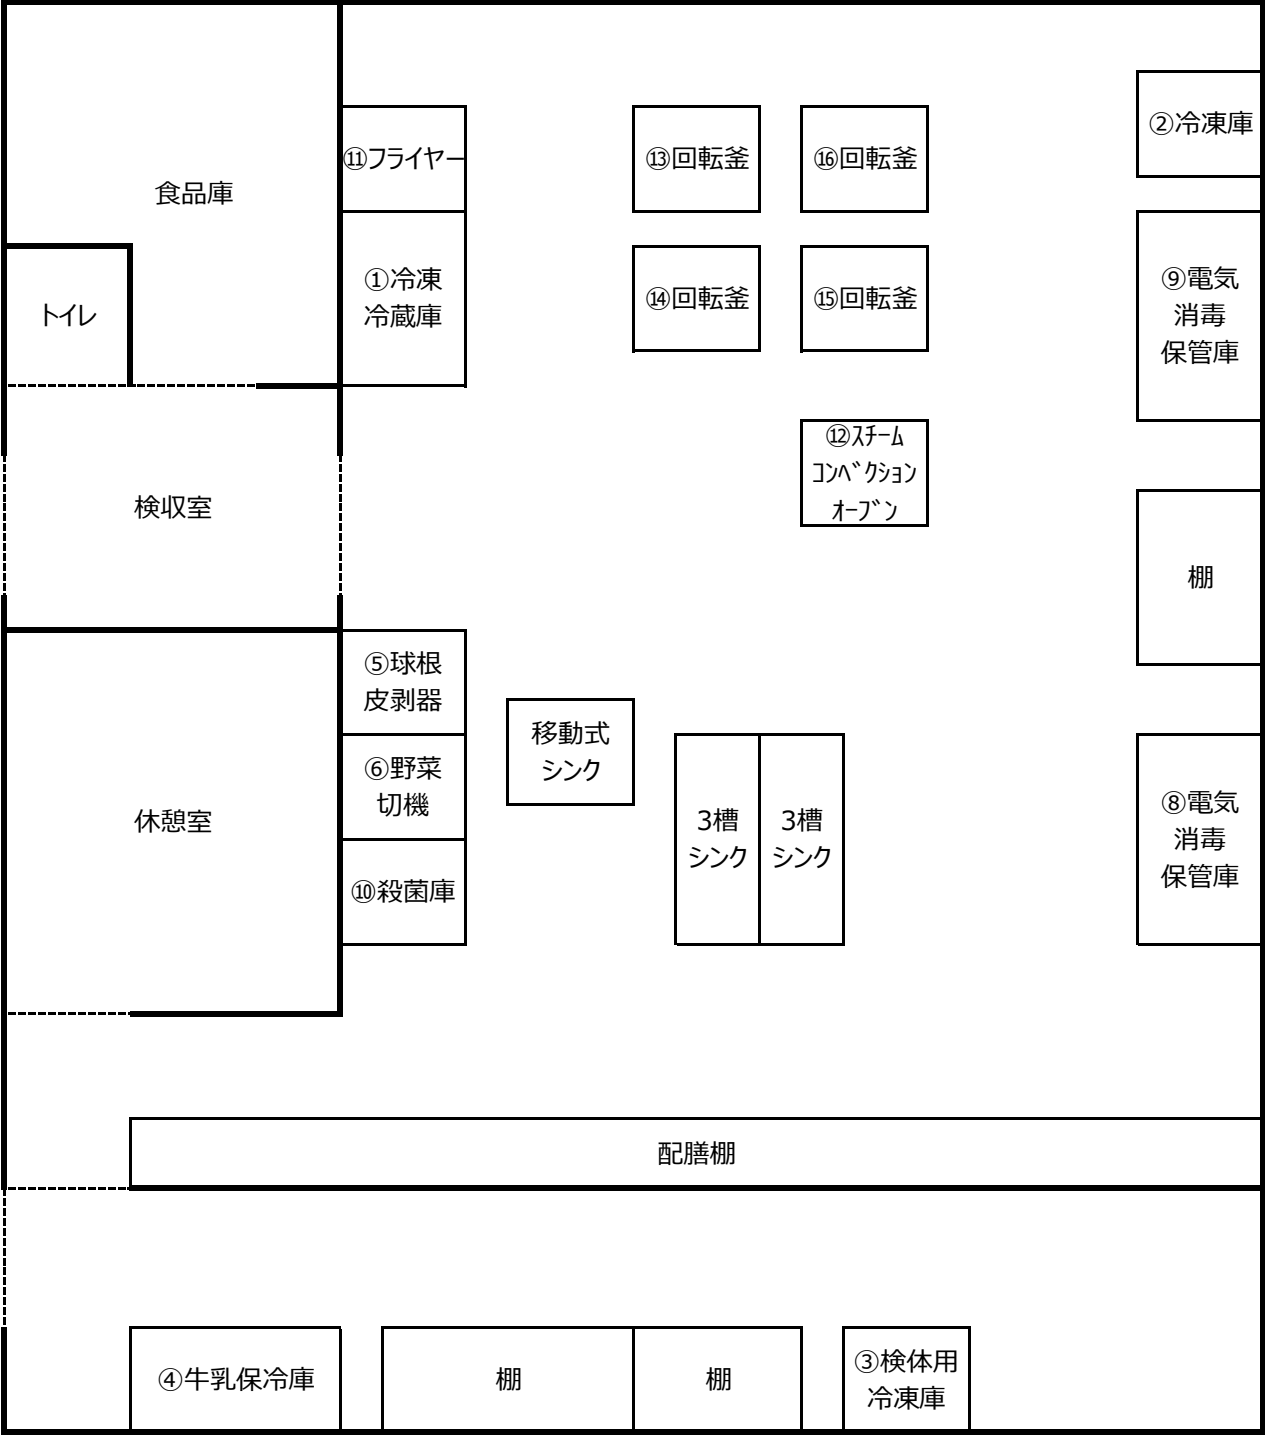 ②冷凍庫
⑪フライヤー
⑬回転釜
⑯回転釜
食品庫
①冷凍
冷蔵庫
⑭回転釜
⑮回転釜
⑨電気
消毒
保管庫
トイレ
⑫ｽﾁｰﾑ
ｺﾝﾍﾞｸｼｮﾝ
ｵｰﾌﾞﾝ
検収室
棚
⑤球根
皮剥器
移動式
シンク
⑥野菜
切機
3槽
シンク
3槽
シンク
⑧電気
消毒
保管庫
休憩室
⑩殺菌庫
配膳棚
④牛乳保冷庫
棚
棚
③検体用
冷凍庫